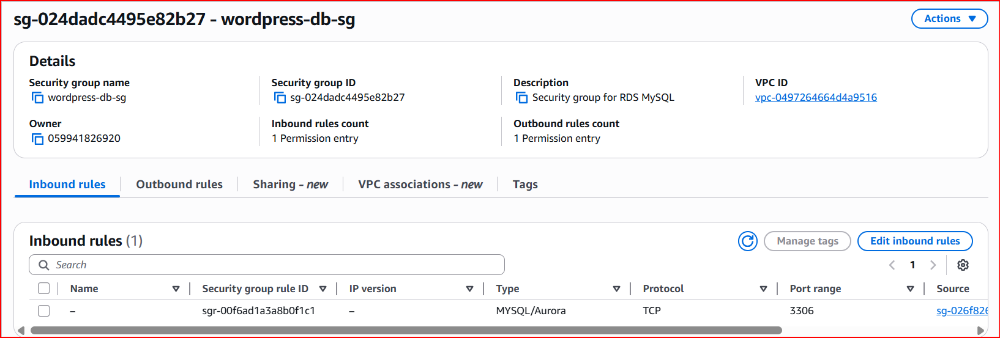 sg-024dadc4495e82b27 - wordpress-db-sg
Actions
Details
Security group name
wordpress-db-sg
Security group ID
sg-024dadc4495e82b27
Description
Security group for RDS MySQL
VPC ID
vpc-0497264664d4a9516
Owner
059941826920
Inbound rules count
1 Permission entry
Outbound rules count
1 Permission entry
Inbound rules
Outbound rules
Sharing - new
VPC associations - new
Tags
Inbound rules (1)
Manage tags
Edit inbound rules
Search
1
Name
Security group rule ID
IP version
Type
Protocol
Port range
Source
–
sgr-00f6ad1a3a8b0f1c1
–
MYSQL/Aurora
TCP
3306
sg-026f826